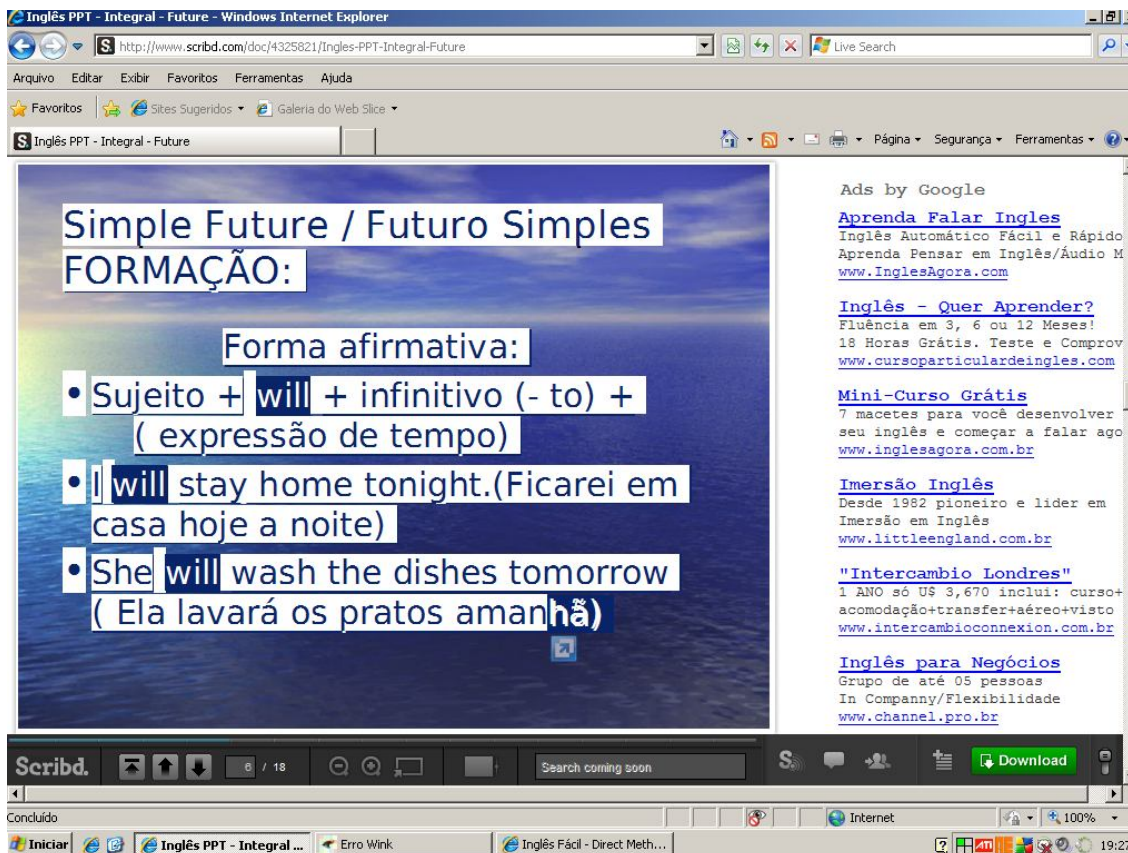 Inglês PPT - Integral - Future - Windows Internet Explorer
http://www.scribd.com/doc/4325821/Ingles-PPT-Integral-Future
Live Search
Arquivo Editar Exibir Favoritos Ferramentas Ajuda
Favoritos Sites Sugeridos Galeria do Web Slice
Inglês PPT - Integral - Future
Página Segurança Ferramentas
Simple Future / Futuro Simples
FORMAÇÃO:
Forma afirmativa:
• Sujeito + will + infinitivo (- to) +
( expressão de tempo)
• I will stay home tonight.(Ficarei em
casa hoje a noite)
• She will wash the dishes tomorrow
( Ela lavará os pratos amanhã)
Ads by Google
Aprenda Falar Ingles
Inglês Automático Fácil e Rápido
Aprenda Pensar em Inglês/Áudio M
www.InglesAgora.com
Inglês - Quer Aprender?
Fluência em 3, 6 ou 12 Meses!
18 Horas Grátis. Teste e Comprov
www.cursoparticulardeingles.com
Mini-Curso Grátis
7 macetes para você desenvolver
seu inglês e começar a falar ago
www.inglesagora.com.br
Imersão Inglês
Desde 1982 pioneiro e lider em
Imersão em Inglês
www.littleengland.com.br
"Intercambio Londres"
1 ANO só U$ 3,670 inclui: curso+
acomodação+transfer+aéreo+visto
www.intercambioconnexion.com.br
Inglês para Negócios
Grupo de até 05 pessoas
In Companny/Flexibilidade
www.channel.pro.br
Scribd. 6 / 18 Search coming soon Download
Concluído Internet 100%
Iniciar Inglês PPT - Integral ... Erro Wink Inglês Fácil - Direct Meth... ATI 19:27